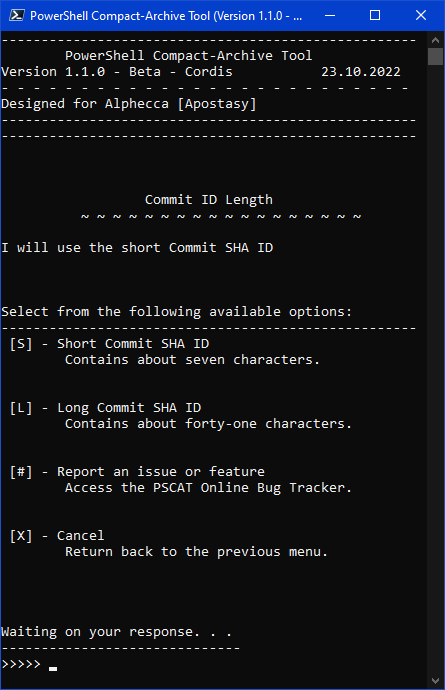 PowerShell Compact-Archive Tool (Version 1.1.0 - ...
-----------------------------------------------------
PowerShell Compact-Archive Tool
Version 1.1.0 - Beta - Cordis 23.10.2022
- - - - - - - - - - - - - - - - - - - - - - - - - -
Designed for Alphecca [Apostasy]
-----------------------------------------------------
-----------------------------------------------------
Commit ID Length
~ ~ ~ ~ ~ ~ ~ ~ ~ ~ ~ ~ ~ ~ ~ ~ ~ ~
I will use the short Commit SHA ID
Select from the following available options:
-----------------------------------------------------
[S] - Short Commit SHA ID
Contains about seven characters.
[L] - Long Commit SHA ID
Contains about forty-one characters.
[#] - Report an issue or feature
Access the PSCAT Online Bug Tracker.
[X] - Cancel
Return back to the previous menu.
Waiting on your response. . .
------------------------------
>>>>> _